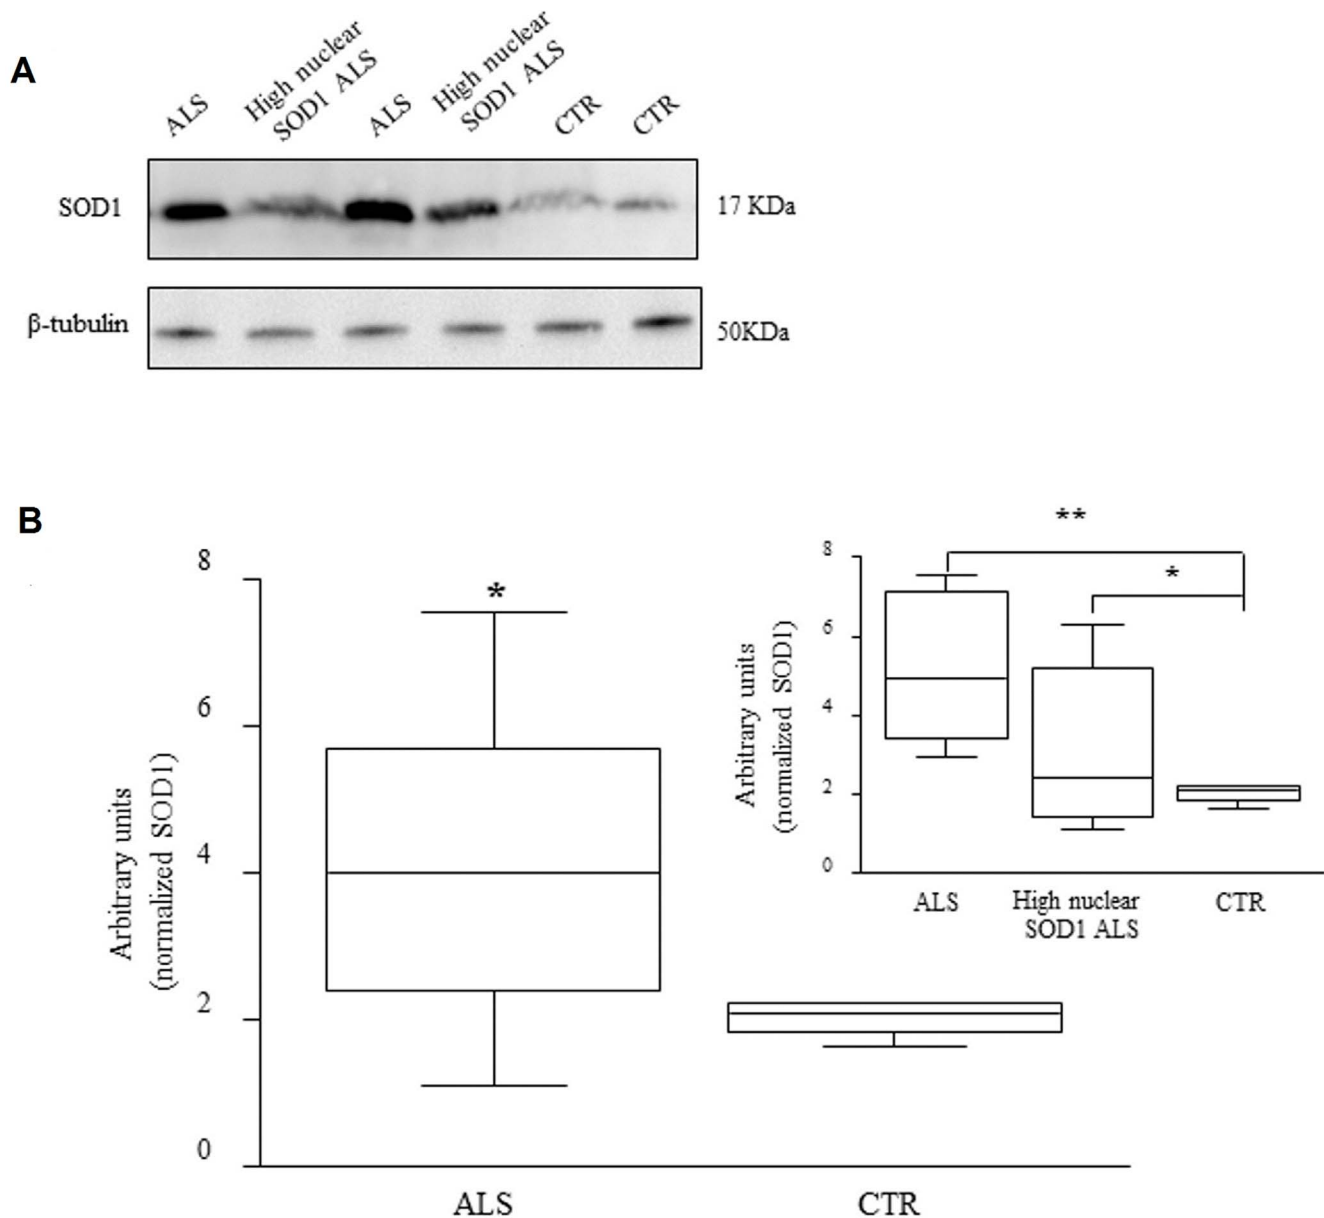 A
ALS
High nuclear
SOD1 ALS
ALS
High nuclear
SOD1 ALS
CTR
CTR
SOD1
17 KDa
β-tubulin
50KDa
B
8
6
4
2
0
Arbitrary units
(normalized SOD1)
*
ALS
CTR
**
*
8
6
4
2
0
Arbitrary units
(normalized SOD1)
ALS
High nuclear
SOD1 ALS
CTR